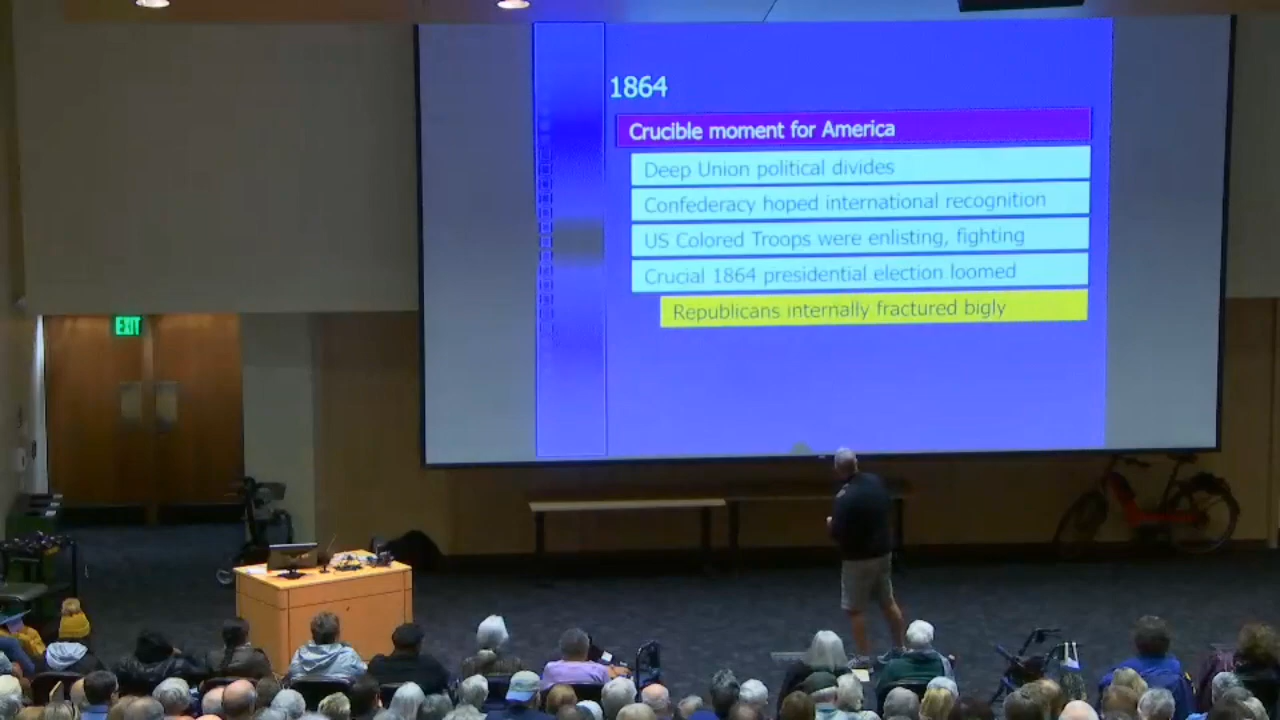 1864
Crucible moment for America
Deep Union political divides
Confederacy hoped international recognition
US Colored Troops were enlisting, fighting
Crucial 1864 presidential election loomed
Republicans internally fractured bigly
EXIT